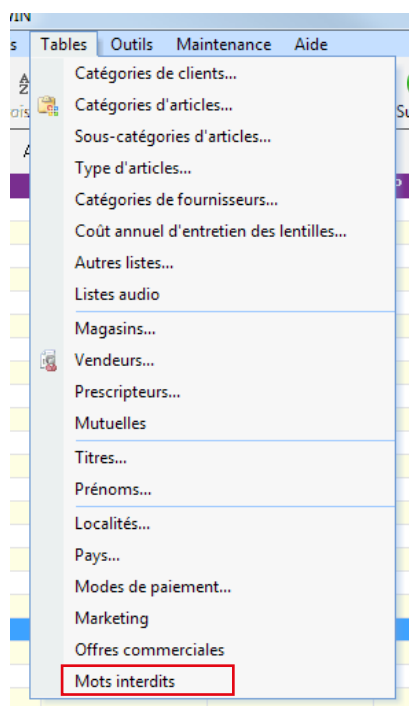 Tables Outils Maintenance Aide
Catégories de clients...
Catégories d'articles...
Sous-catégories d'articles...
Type d'articles...
Catégories de fournisseurs...
Coût annuel d'entretien des lentilles...
Autres listes...
Listes audio
Magasins...
Vendeurs...
Prescripteurs...
Mutuelles
Titres...
Prénoms...
Localités...
Pays...
Modes de paiement...
Marketing
Offres commerciales
Mots interdits